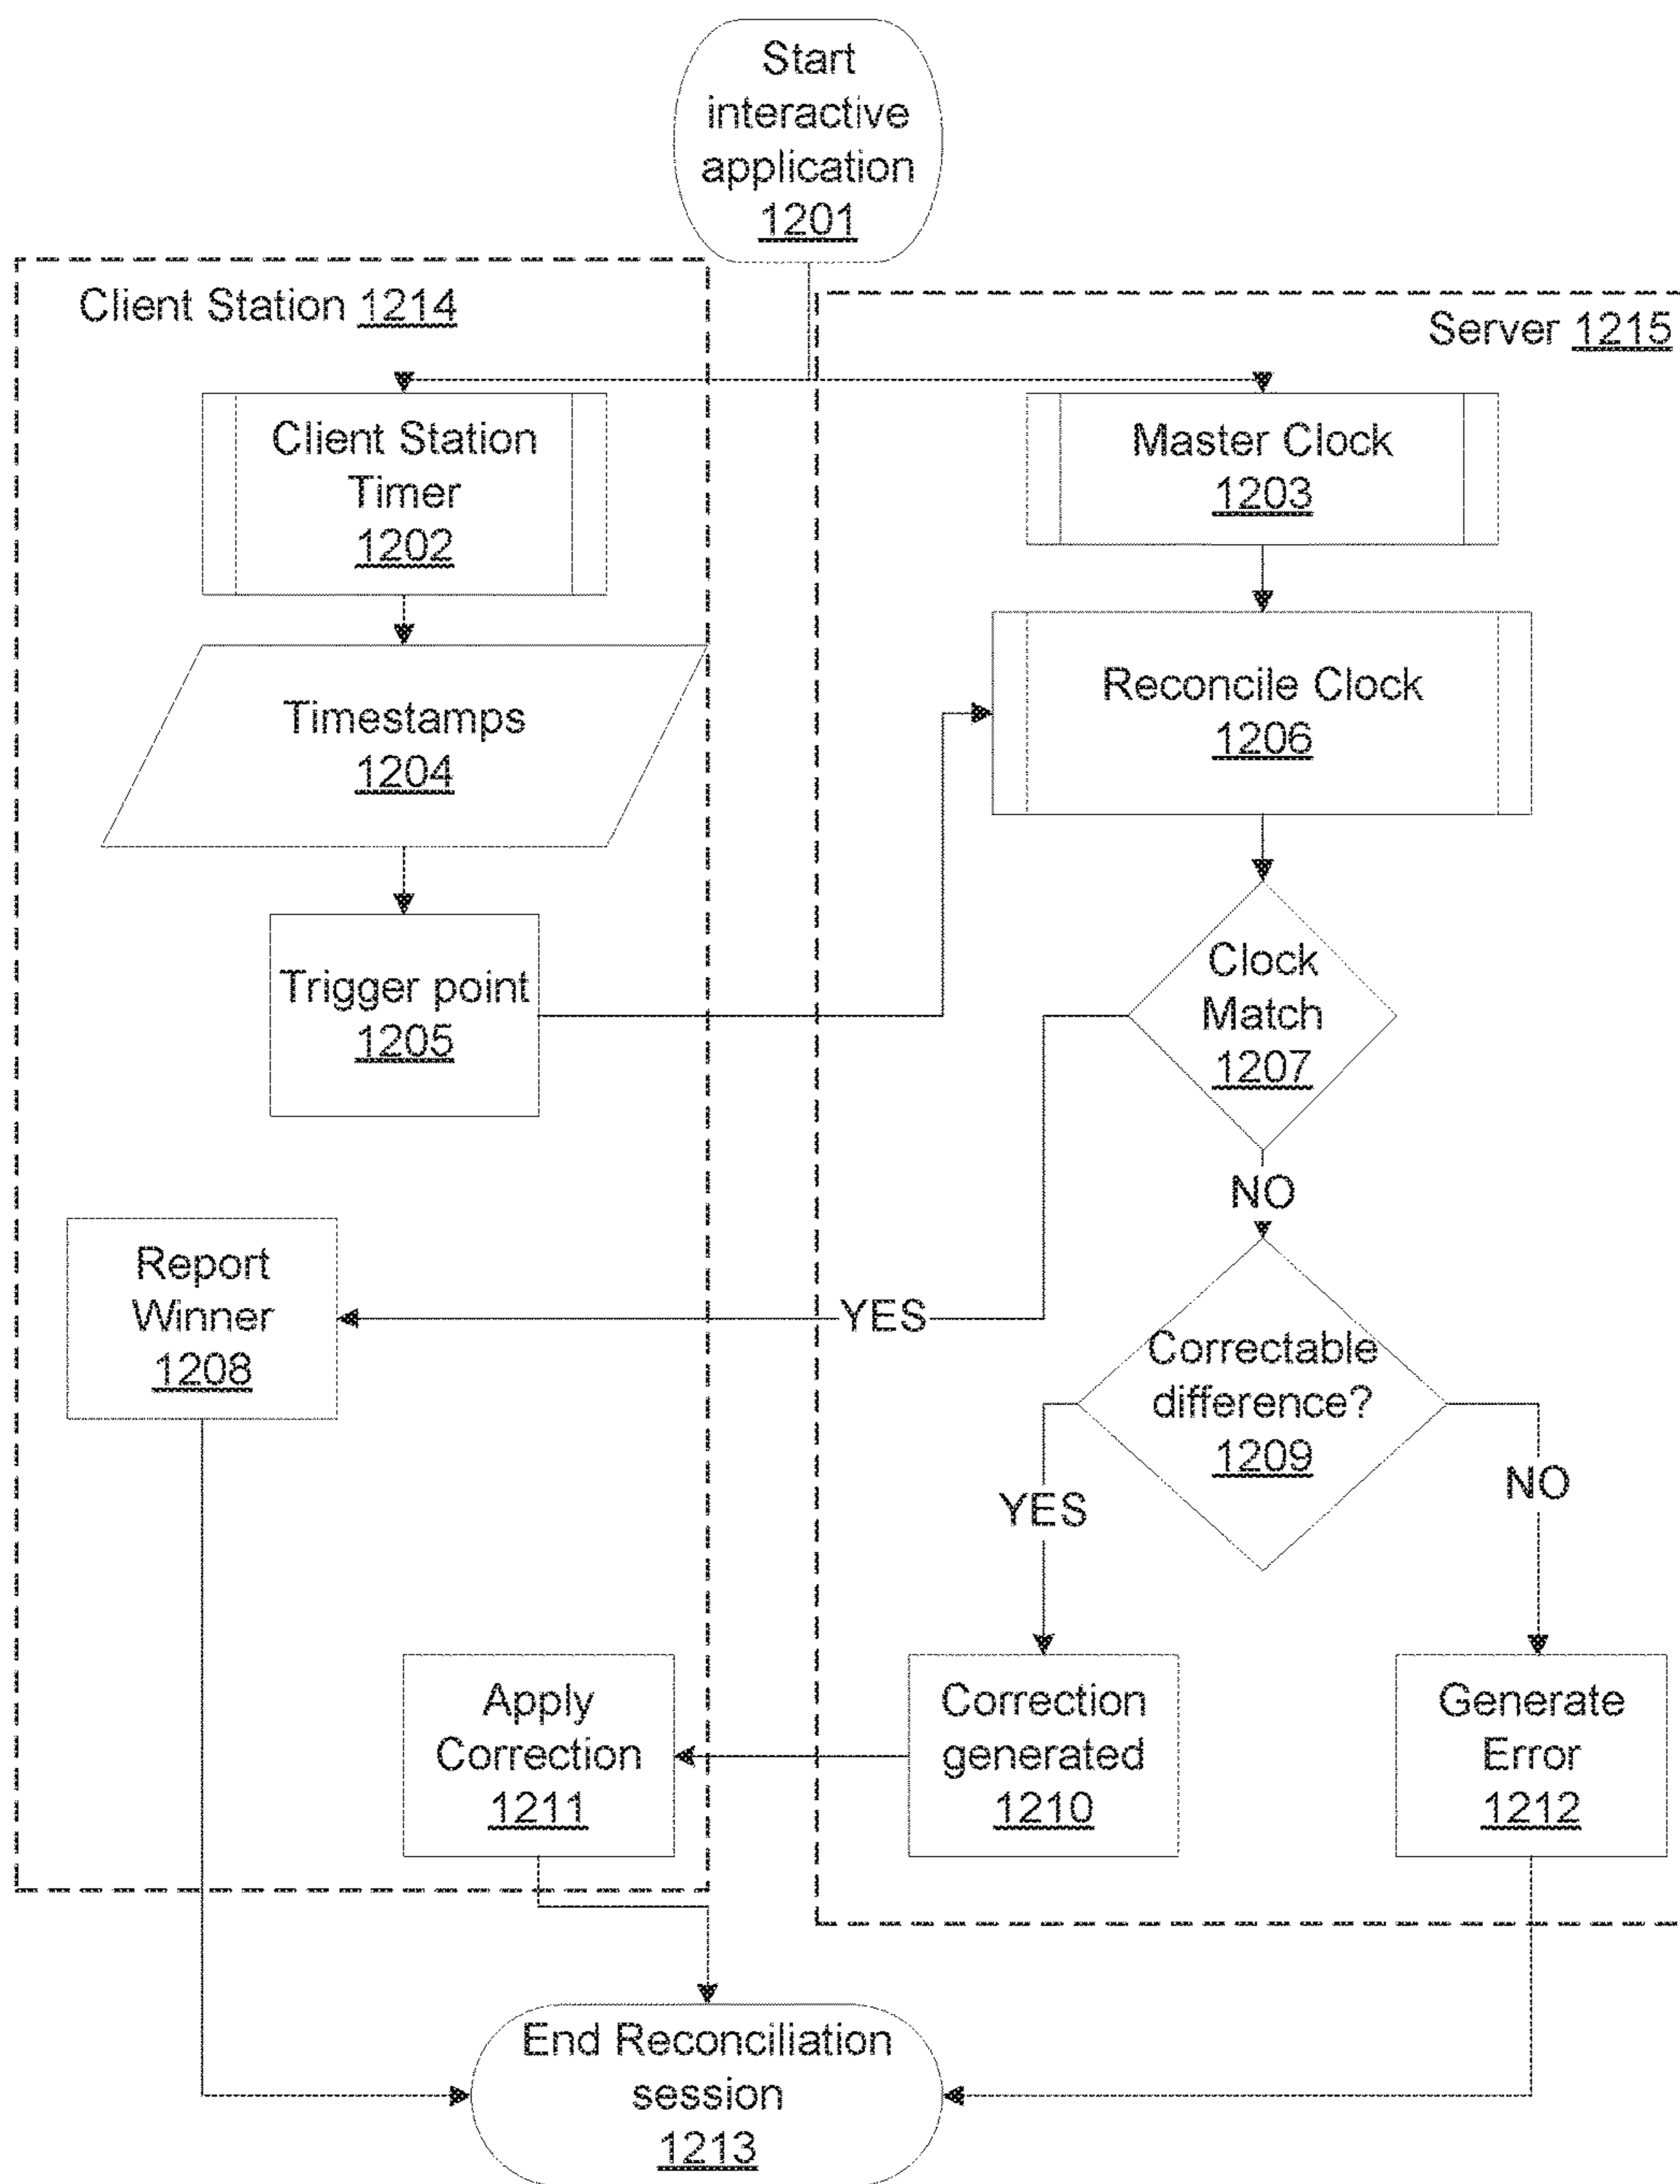 Start
interactive
application
1201
Client Station 1214
Server 1215
Client Station
Timer
1202
Master Clock
1203
Timestamps
1204
Reconcile Clock
1206
Trigger point
1205
Clock
Match
1207
NO
Report
Winner
1208
YES
Correctable
difference?
1209
YES
NO
Apply
Correction
1211
Correction
generated
1210
Generate
Error
1212
End Reconciliation
session
1213